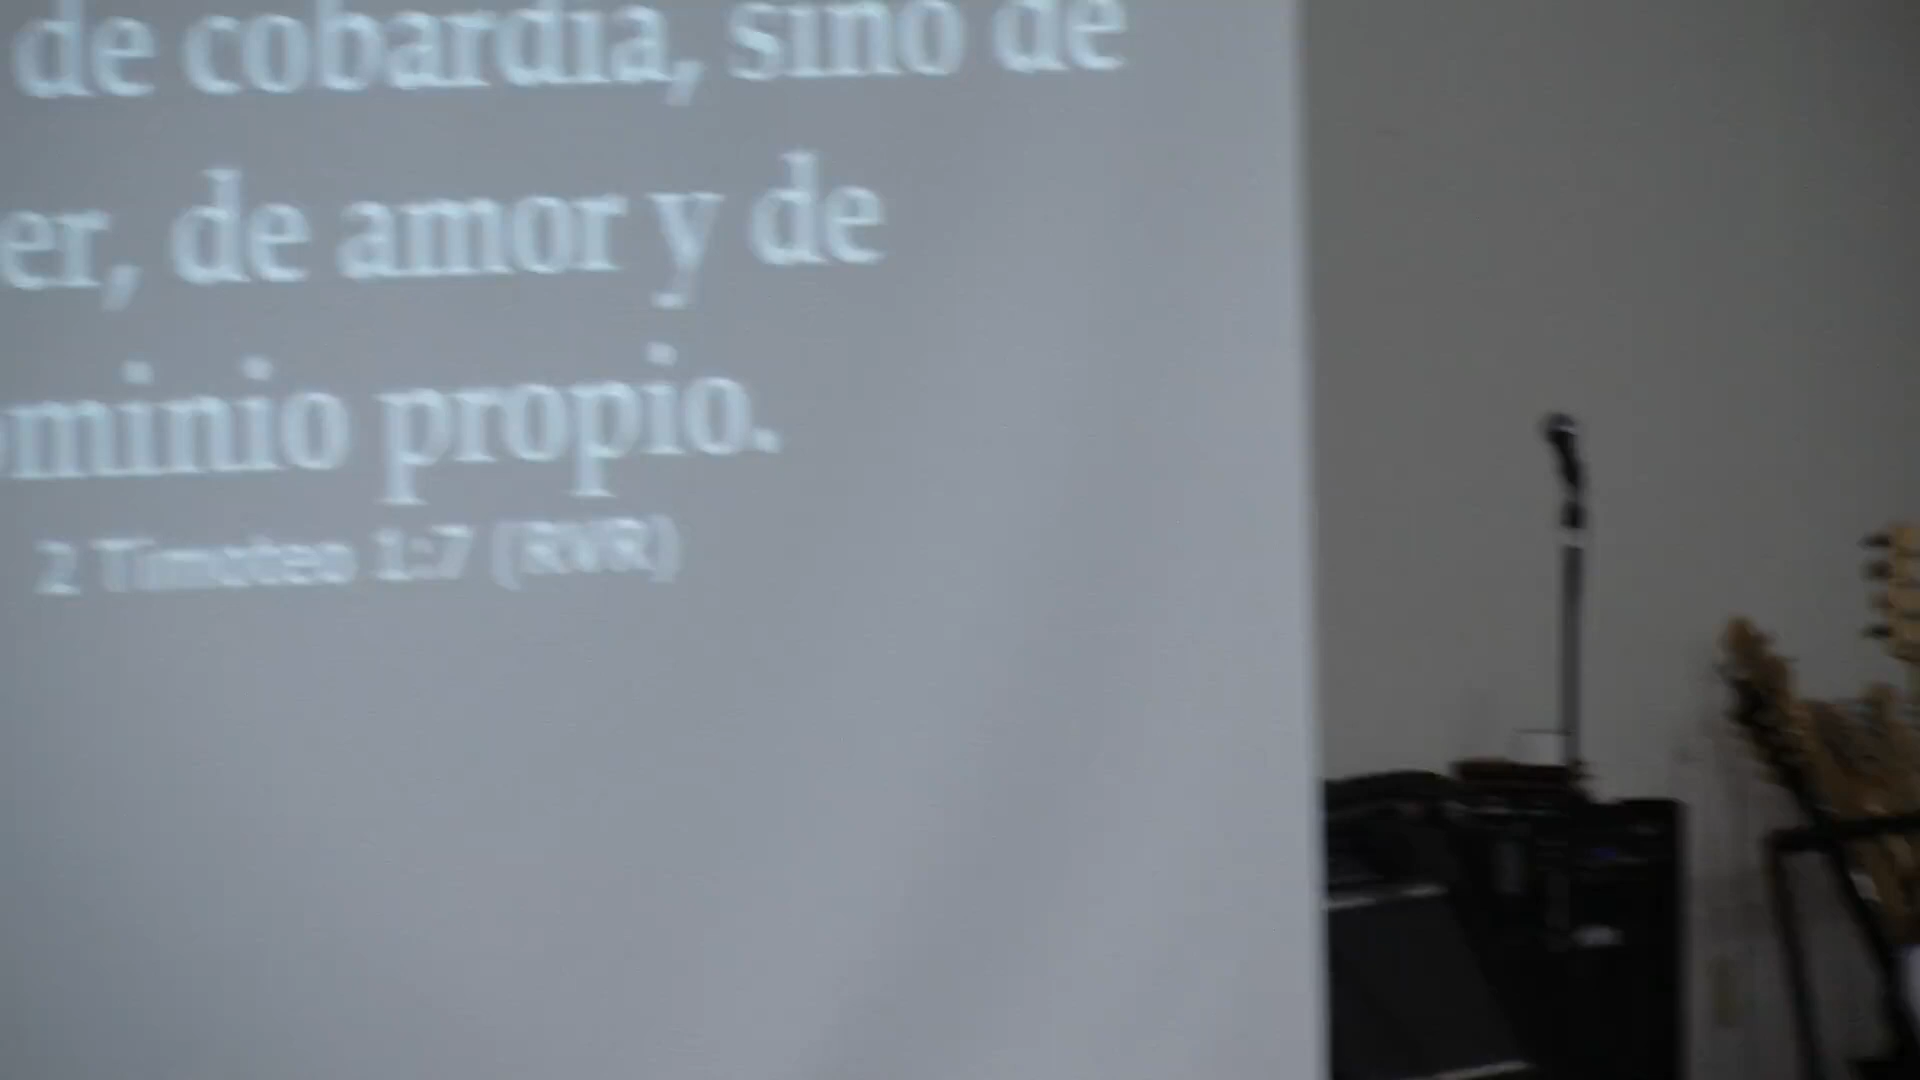 de cobardía, sino de
er, de amor y de
ominio propio.
2 Timoteo 1:7 (RVR)